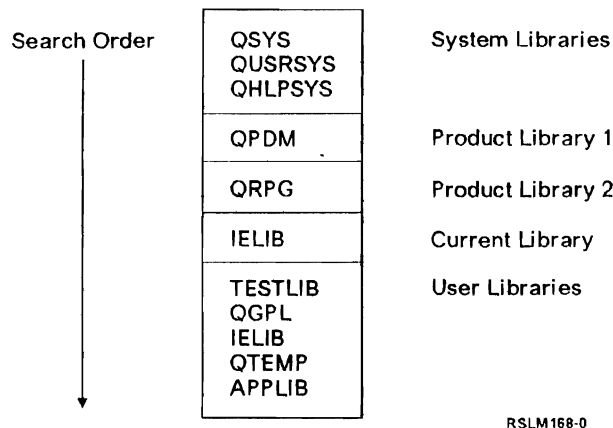 Search Order QSYS System Libraries
QUSRSYS
QHLPSYS
QPDM Product Library 1
QRPG Product Library 2
IELIB Current Library
TESTLIB User Libraries
QGPL
IELIB
QTEMP
APPLIB
RSLM168-0